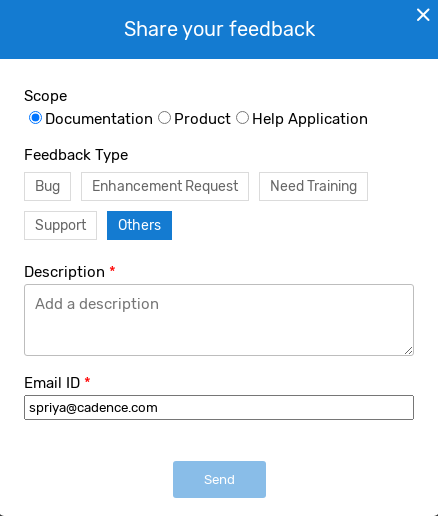 Share your feedback
×
Scope
Documentation Product Help Application
Feedback Type
Bug Enhancement Request Need Training
Support Others
Description *
Add a description
Email ID *
spriya@cadence.com
Send